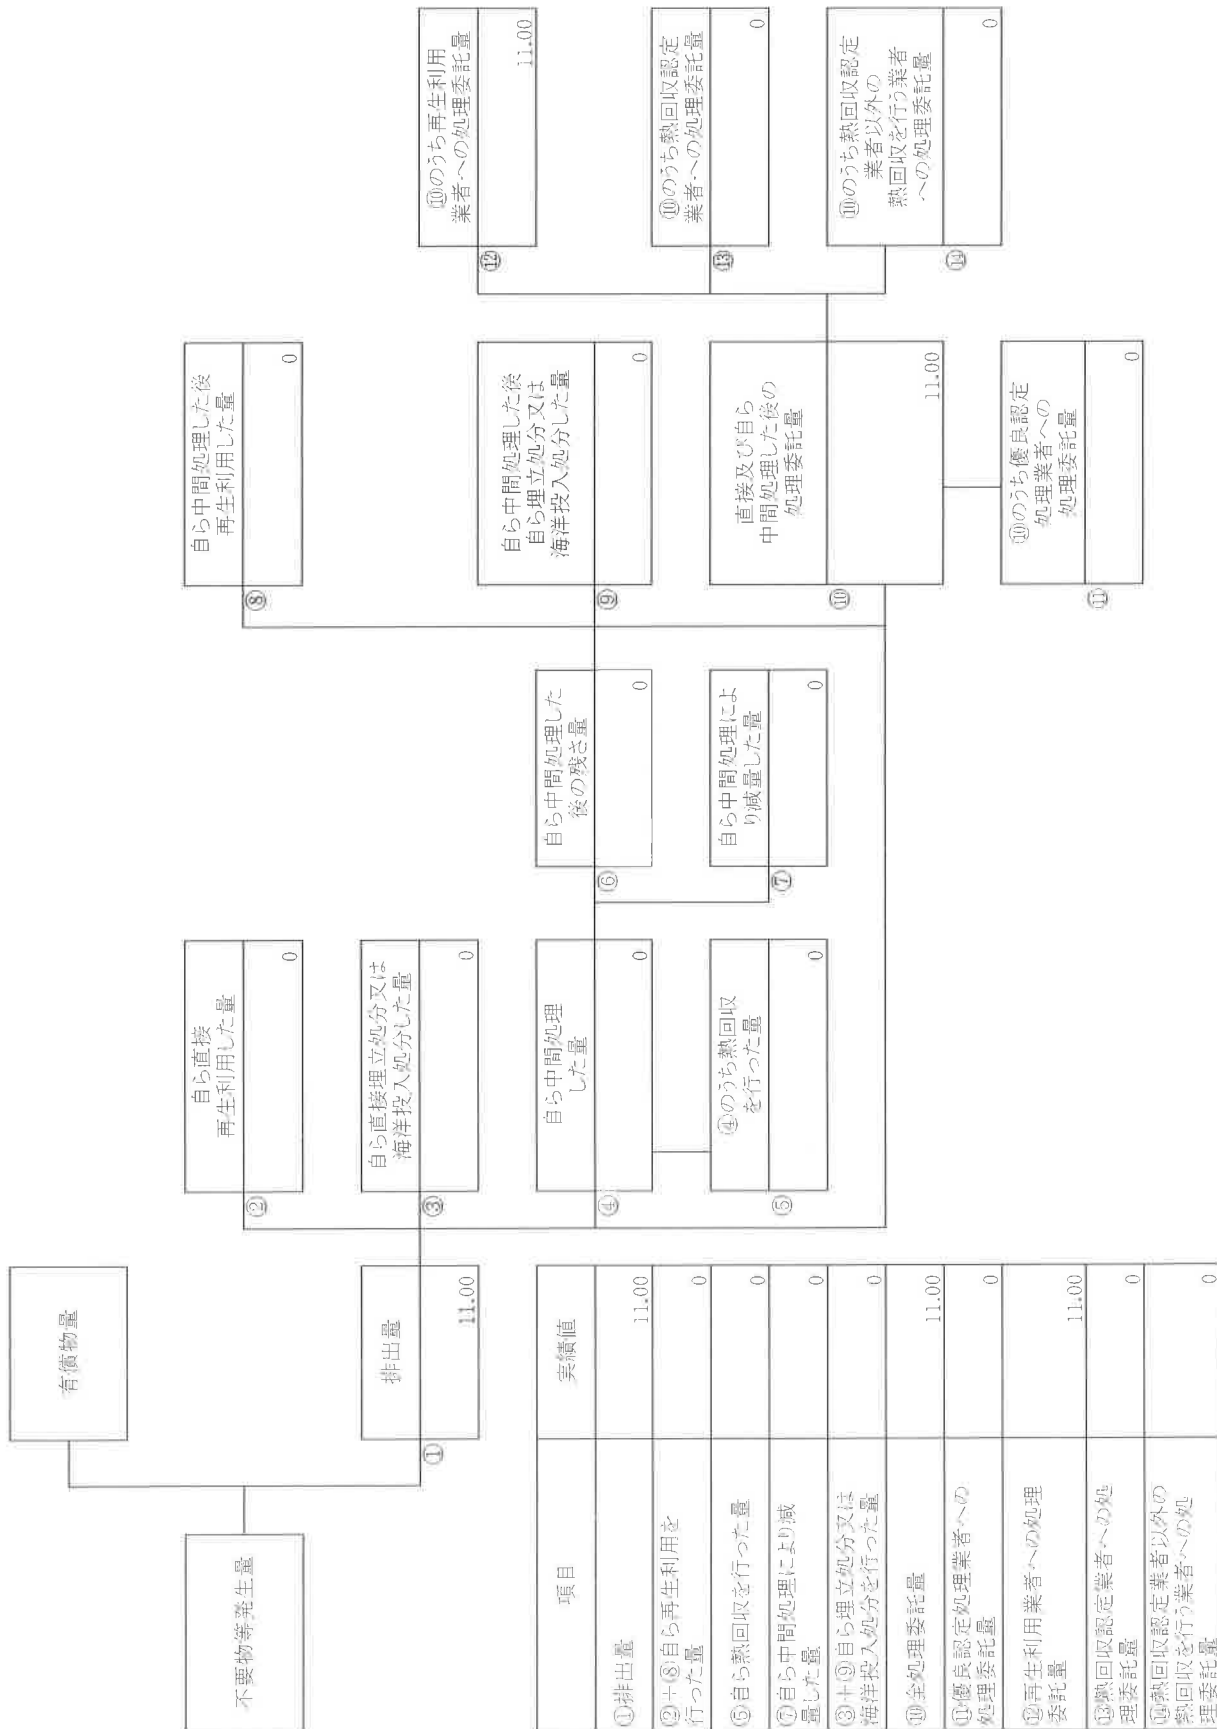 不要物等発生量
有償物量
①
排出量
11.00
②
自ら直接
再生利用した量
0
③
自ら直接埋立処分又は
海洋投入処分した量
0
④
自ら中間処理
した量
0
⑤
④のうち熱回収
を行った量
0
⑥
自ら中間処理した
後の残さ量
0
⑦
自ら中間処理によ
り減量した量
0
⑧
自ら中間処理した後
再生利用した量
0
⑨
自ら中間処理した後
自ら埋立処分又は
海洋投入処分した量
0
⑩
直接及び自ら
中間処理した後の
処理委託量
11.00
⑪
⑩のうち優良認定
処理業者への
処理委託量
0
⑫
⑩のうち再生利用
業者への処理委託量
11.00
⑬
⑩のうち熱回収認定
業者への処理委託量
0
⑭
⑩のうち熱回収認定
業者以外の
熱回収を行う業者
への処理委託量
0
項目
実績値
①排出量
11.00
②+⑧自ら再生利用を
行った量
0
⑤自ら熱回収を行った量
0
⑦自ら中間処理により減
量した量
0
③+⑨自ら埋立処分又は
海洋投入処分を行った量
0
⑩全処理委託量
11.00
⑪優良認定処理業者への
処理委託量
0
⑫再生利用業者への処理
委託量
11.00
⑬熱回収認定業者への処
理委託量
0
⑭熱回収認定業者以外の
熱回収を行う業者への処
理委託量
0